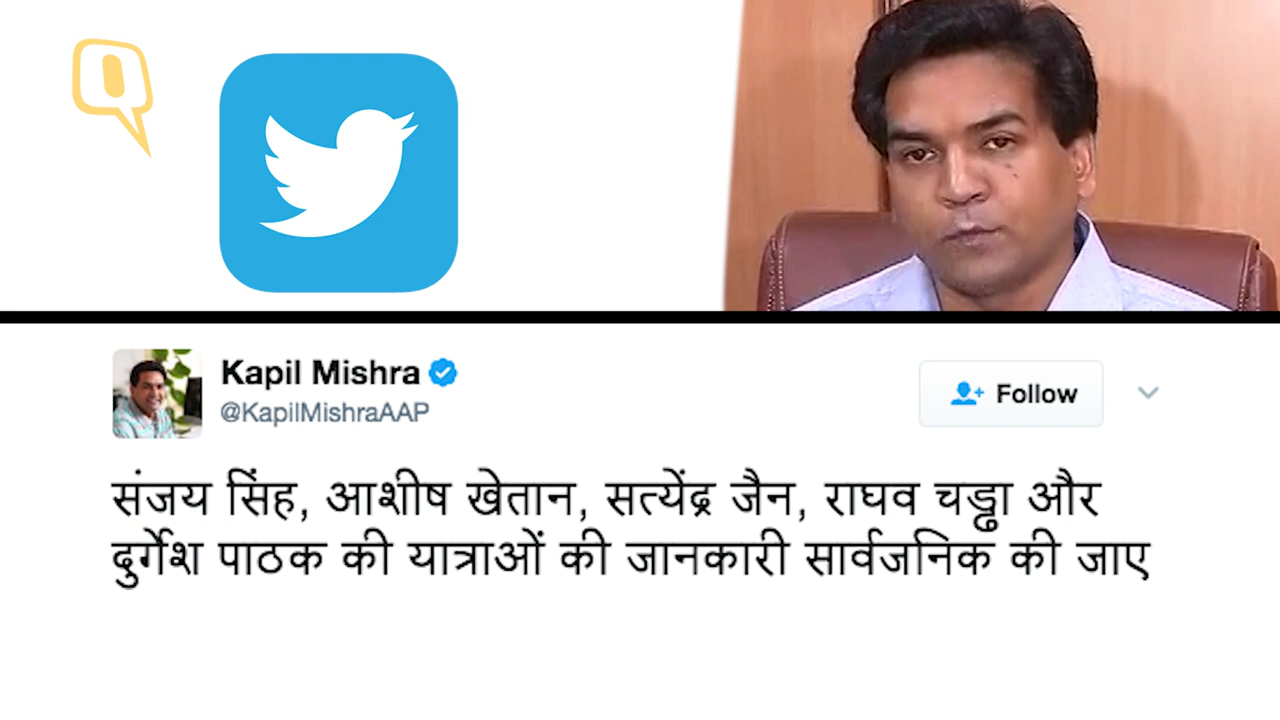 Kapil Mishra
@KapilMishraAAP
Follow
संजय सिंह, आशीष खेतान, सत्येंद्र जैन, राघव चड्ढा और
दुर्गेश पाठक की यात्राओं की जानकारी सार्वजनिक की जाए